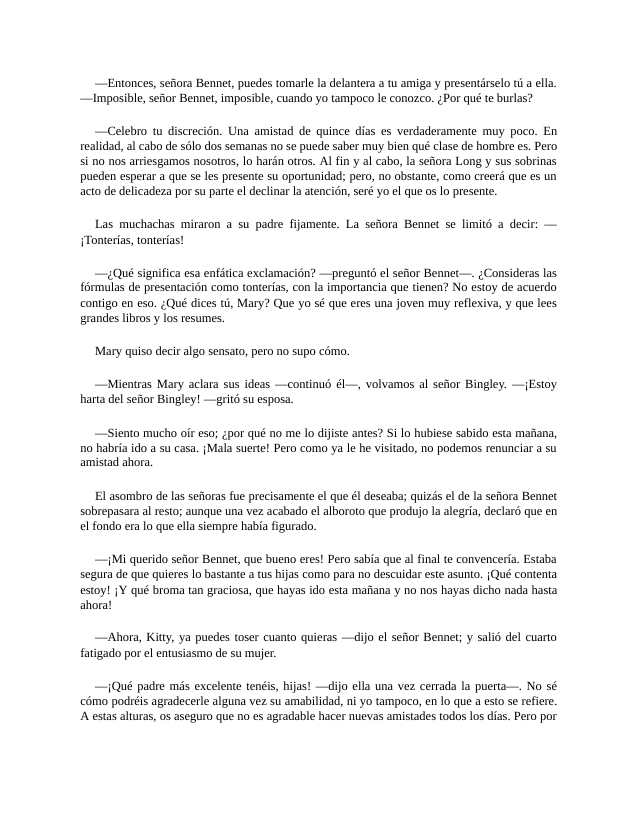 —Entonces, señora Bennet, puedes tomarle la delantera a tu amiga y presentárselo tú a ella.
—Imposible, señor Bennet, imposible, cuando yo tampoco le conozco. ¿Por qué te burlas?
—Celebro tu discreción. Una amistad de quince días es verdaderamente muy poco. En
realidad, al cabo de sólo dos semanas no se puede saber muy bien qué clase de hombre es. Pero
si no nos arriesgamos nosotros, lo harán otros. Al fin y al cabo, la señora Long y sus sobrinas
pueden esperar a que se les presente su oportunidad; pero, no obstante, como creerá que es un
acto de delicadeza por su parte el declinar la atención, seré yo el que os lo presente.
Las muchachas miraron a su padre fijamente. La señora Bennet se limitó a decir: —
¡Tonterías, tonterías!
—¿Qué significa esa enfática exclamación? —preguntó el señor Bennet—. ¿Consideras las
fórmulas de presentación como tonterías, con la importancia que tienen? No estoy de acuerdo
contigo en eso. ¿Qué dices tú, Mary? Que yo sé que eres una joven muy reflexiva, y que lees
grandes libros y los resumes.
Mary quiso decir algo sensato, pero no supo cómo.
—Mientras Mary aclara sus ideas —continuó él—, volvamos al señor Bingley. —¡Estoy
harta del señor Bingley! —gritó su esposa.
—Siento mucho oír eso; ¿por qué no me lo dijiste antes? Si lo hubiese sabido esta mañana,
no habría ido a su casa. ¡Mala suerte! Pero como ya le he visitado, no podemos renunciar a su
amistad ahora.
El asombro de las señoras fue precisamente el que él deseaba; quizás el de la señora Bennet
sobrepasara al resto; aunque una vez acabado el alboroto que produjo la alegría, declaró que en
el fondo era lo que ella siempre había figurado.
—¡Mi querido señor Bennet, que bueno eres! Pero sabía que al final te convencería. Estaba
segura de que quieres lo bastante a tus hijas como para no descuidar este asunto. ¡Qué contenta
estoy! ¡Y qué broma tan graciosa, que hayas ido esta mañana y no nos hayas dicho nada hasta
ahora!
—Ahora, Kitty, ya puedes toser cuanto quieras —dijo el señor Bennet; y salió del cuarto
fatigado por el entusiasmo de su mujer.
—¡Qué padre más excelente tenéis, hijas! —dijo ella una vez cerrada la puerta—. No sé
cómo podréis agradecerle alguna vez su amabilidad, ni yo tampoco, en lo que a esto se refiere.
A estas alturas, os aseguro que no es agradable hacer nuevas amistades todos los días. Pero por